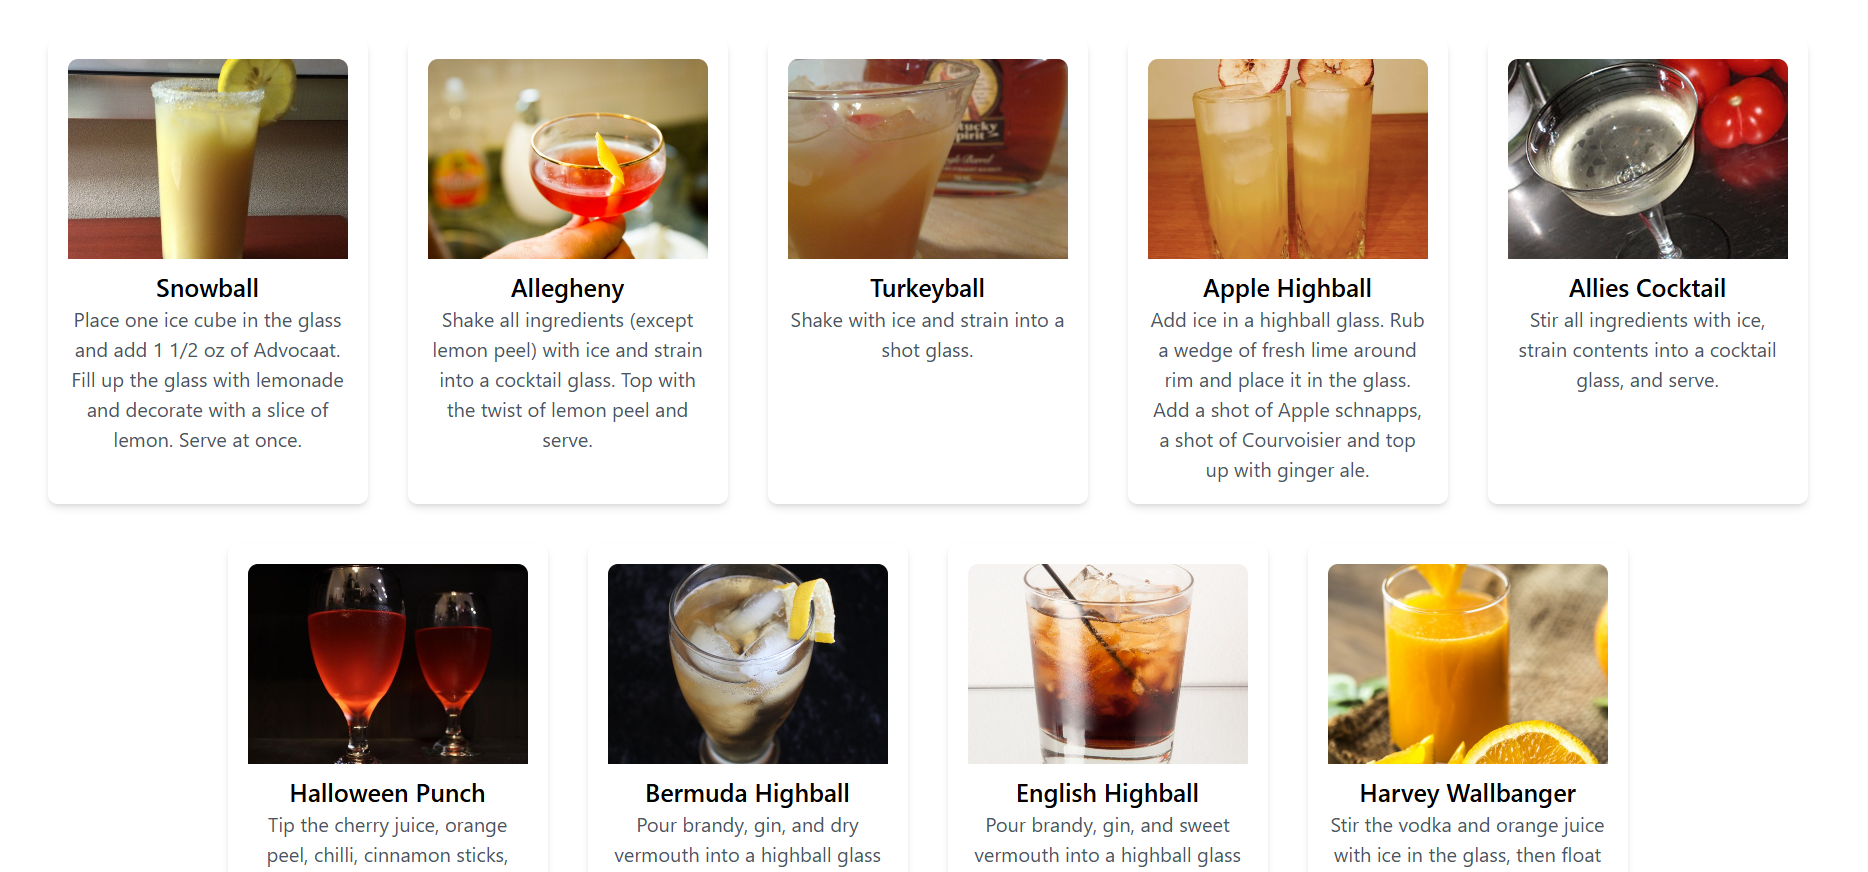 Snowball
Place one ice cube in the glass
and add 1 1/2 oz of Advocaat.
Fill up the glass with lemonade
and decorate with a slice of
lemon. Serve at once.
Allegheny
Shake all ingredients (except
lemon peel) with ice and strain
into a cocktail glass. Top with
the twist of lemon peel and
serve.
Turkeyball
Shake with ice and strain into a
shot glass.
Apple Highball
Add ice in a highball glass. Rub
a wedge of fresh lime around
rim and place it in the glass.
Add a shot of Apple schnapps,
a shot of Courvoisier and top
up with ginger ale.
Allies Cocktail
Stir all ingredients with ice,
strain contents into a cocktail
glass, and serve.
Halloween Punch
Tip the cherry juice, orange
peel, chilli, cinnamon sticks,
Bermuda Highball
Pour brandy, gin, and dry
vermouth into a highball glass
English Highball
Pour brandy, gin, and sweet
vermouth into a highball glass
Harvey Wallbanger
Stir the vodka and orange juice
with ice in the glass, then float